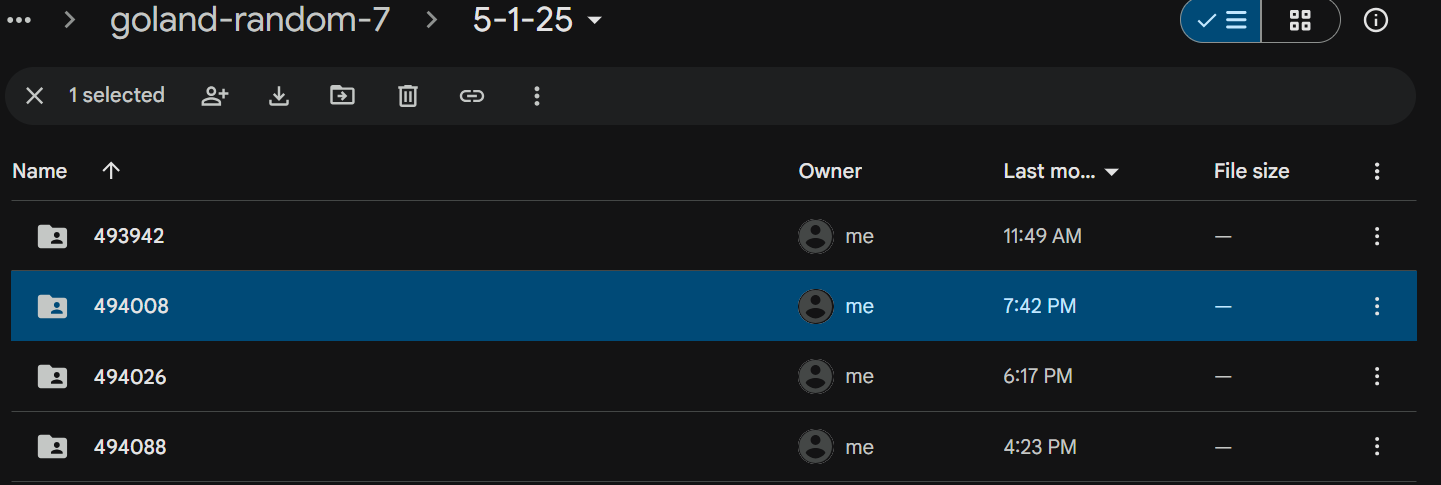 goland-random-7 5-1-25
1 selected
Name Owner Last mo... File size
493942 me 11:49 AM —
494008 me 7:42 PM —
494026 me 6:17 PM —
494088 me 4:23 PM —